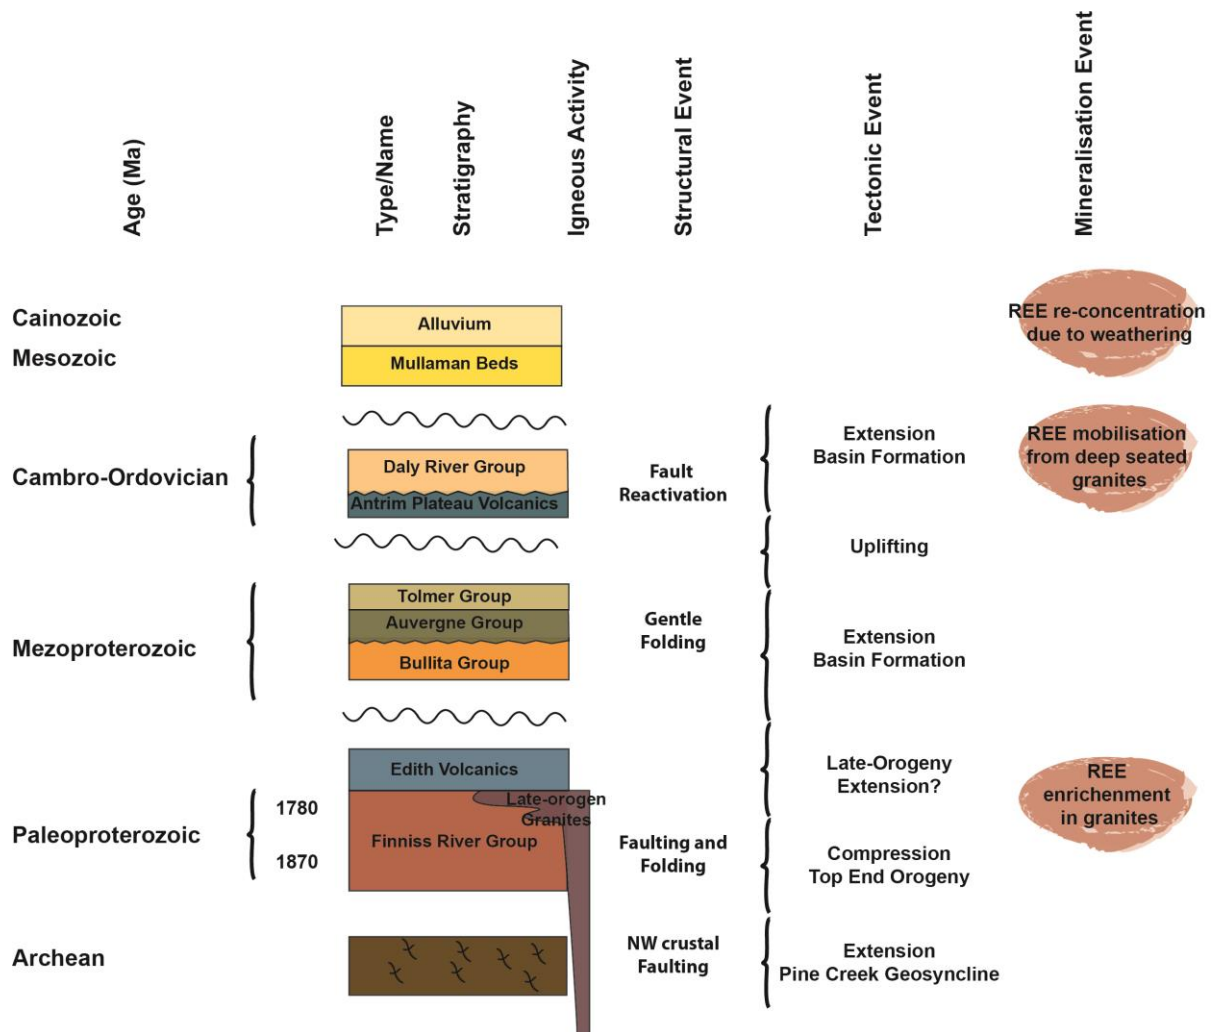 Age (Ma)
Type/Name
Stratigraphy
Igneous Activity
Structural Event
Tectonic Event
Mineralisation Event
Cainozoic
Alluvium
REE re-concentration
due to weathering
Mesozoic
Mullaman Beds
Cambro-Ordovician
Daly River Group
Antrim Plateau Volcanics
Fault
Reactivation
Extension
Basin Formation
REE mobilisation
from deep seated
granites
Uplifting
Mezoproterozoic
Tolmer Group
Auvergne Group
Bullita Group
Gentle
Folding
Extension
Basin Formation
Edith Volcanics
Late-Orogeny
Extension?
REE
enrichenment
in granites
Paleoproterozoic
1780
1870
Late-orogen
Granites
Finniss River Group
Faulting and
Folding
Compression
Top End Orogeny
Archean
NW crustal
Faulting
Extension
Pine Creek Geosyncline